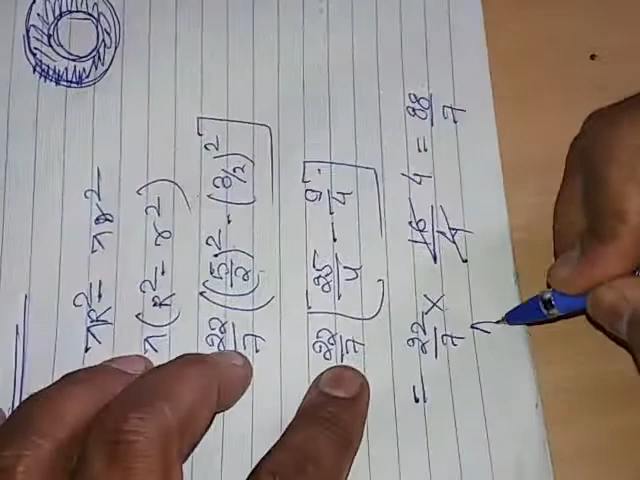 πR² - πr²
π(R² - r²)
22/7 [(5/2)² - (3/2)²]
22/7 [25/4 - 9/4]
= 22/7 × 16/4 4 = 88/7